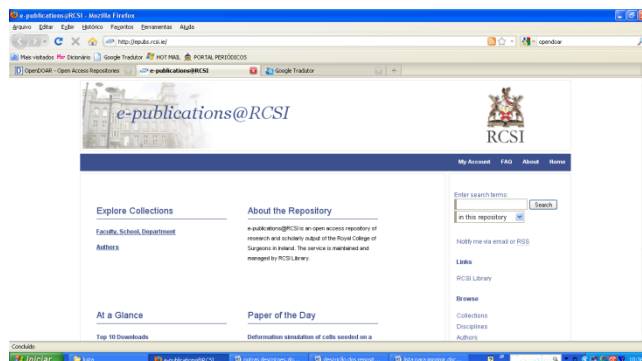 e-publications@RCSI - Mozilla Firefox
Arquivo Editar Exibir Histórico Favoritos Ferramentas Ajuda
http://epubs.rcsi.ie/
opendoar
Mais visitados Dicionário Google Tradutor HOT MAIL PORTAL PERIÓDICOS
OpenDOAR - Open Access Repositories
e-publications@RCSI
Google Tradutor
e-publications@RCSI
RCSI
My Account FAQ About Home
Explore Collections
Faculty, School, Department
Authors
About the Repository
e-publications@RCSI is an open access repository of
research and scholarly output of the Royal College of
Surgeons in Ireland. The service is maintained and
managed by RCSI Library.
Enter search terms:
Search
in this repository
Notify me via email or RSS
Links
RCSI Library
Browse
Collections
Disciplines
Authors
At a Glance
Top 10 Downloads
Paper of the Day
Deformation simulation of cells seeded on a
Concluído
Iniciar
e-publications@RCSI